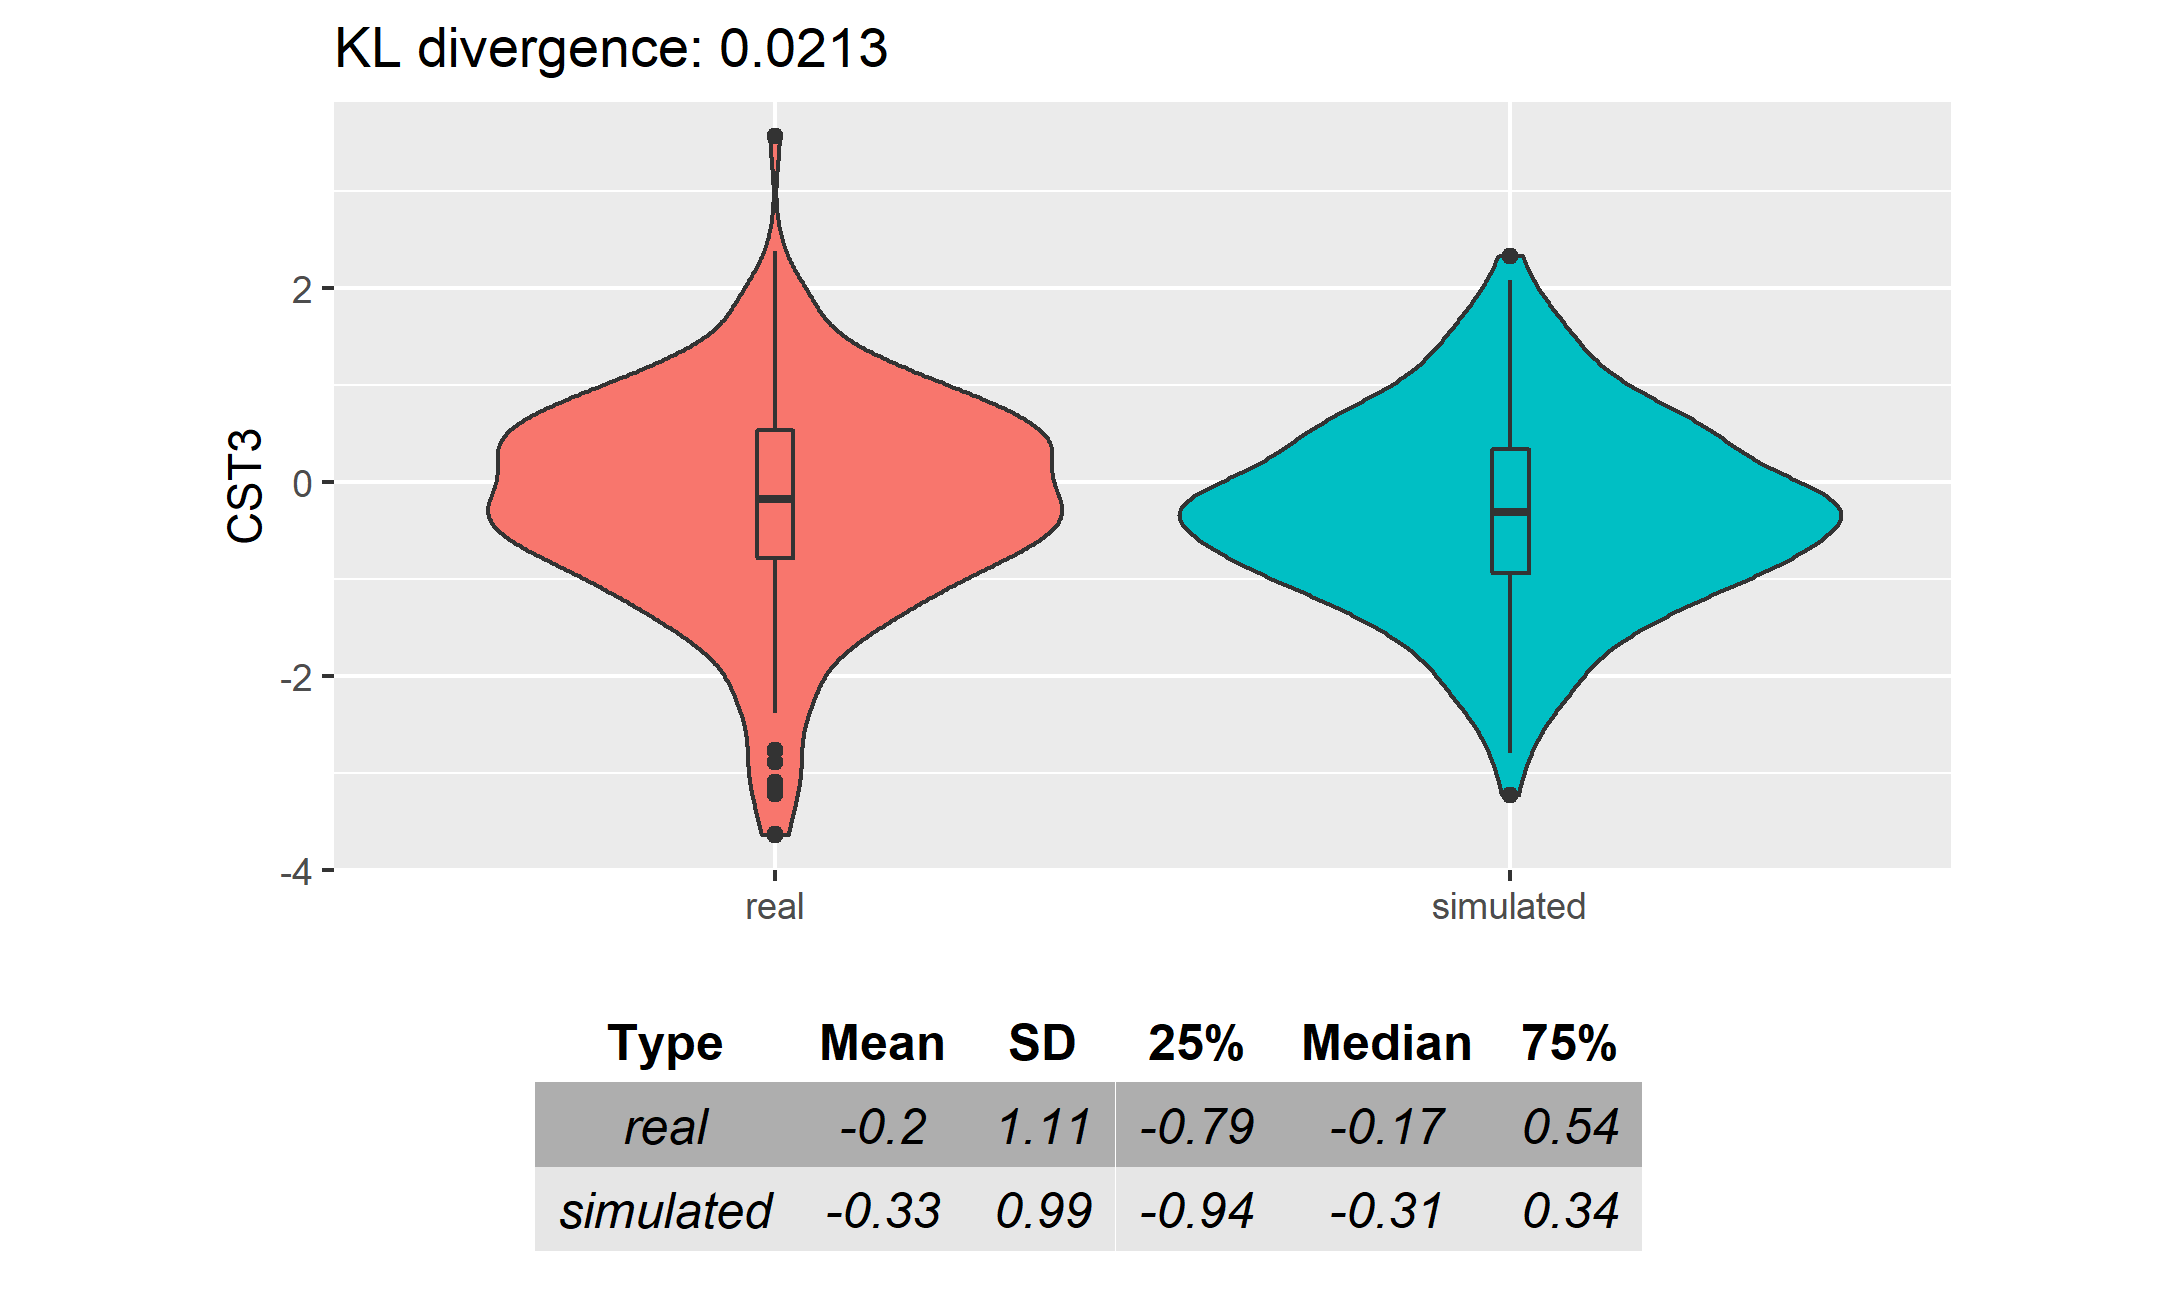 KL divergence: 0.0213
CST3
2
0
-2
-4
real simulated
Type Mean SD 25% Median 75%
real -0.2 1.11 -0.79 -0.17 0.54
simulated -0.33 0.99 -0.94 -0.31 0.34